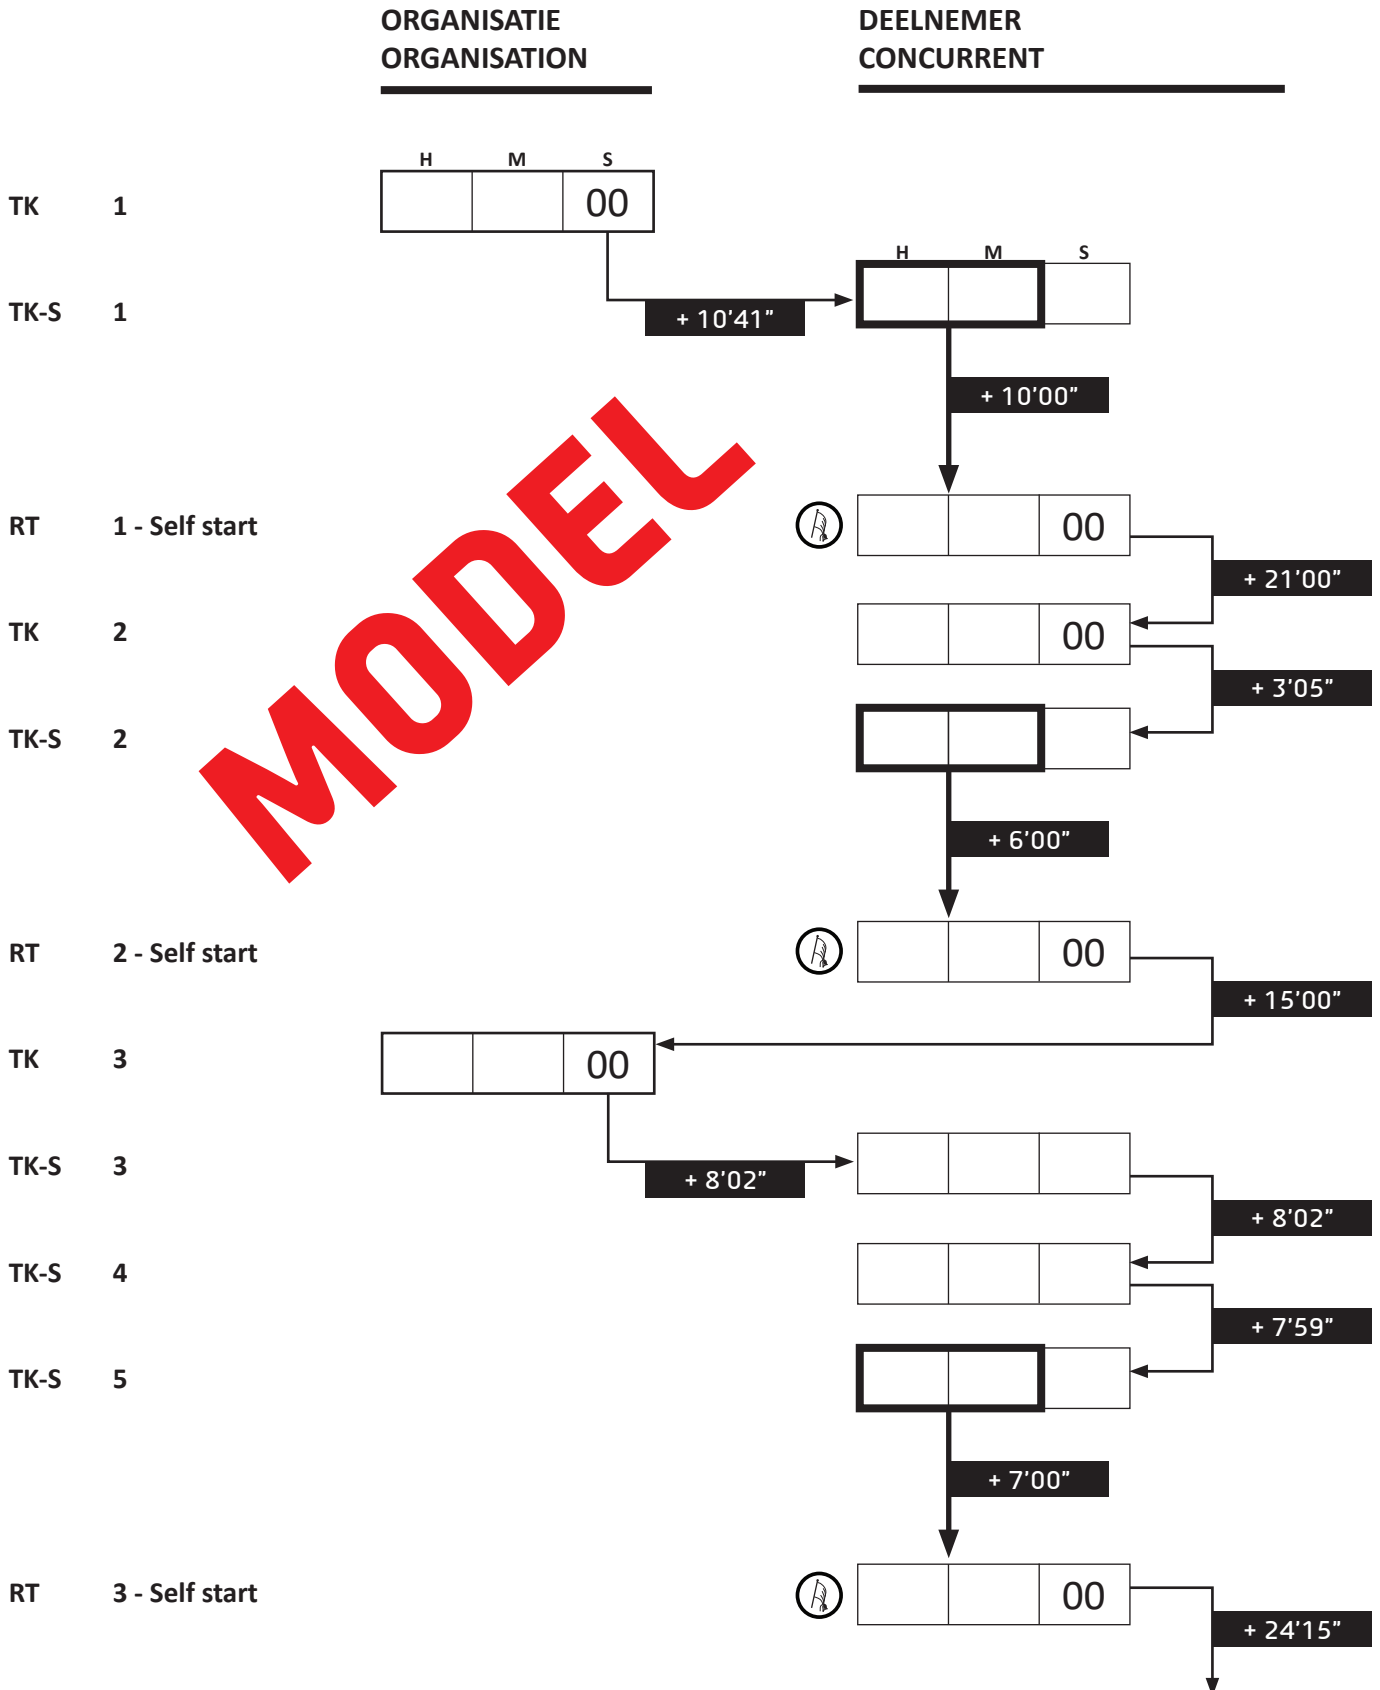 ORGANISATIE
ORGANISATION
DEELNEMER
CONCURRENT
H M S
TK 1 00
H M S
TK-S 1 + 10'41"
+ 10'00"
MODEL
RT 1 - Self start 00
+ 21'00"
TK 2 00
+ 3'05"
TK-S 2
+ 6'00"
RT 2 - Self start 00
+ 15'00"
TK 3 00
TK-S 3
+ 8'02"
+ 8'02"
TK-S 4
+ 7'59"
TK-S 5
+ 7'00"
RT 3 - Self start 00
+ 24'15"